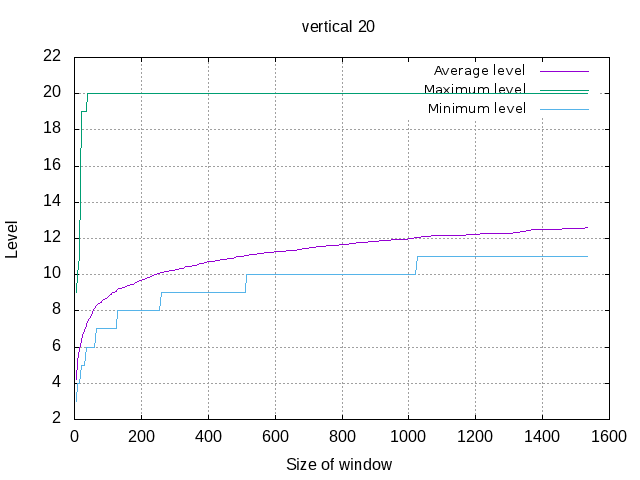 vertical 20
22
20
18
16
14
12
10
8
6
4
2
Level
Average level
Maximum level
Minimum level
0 200 400 600 800 1000 1200 1400 1600
Size of window